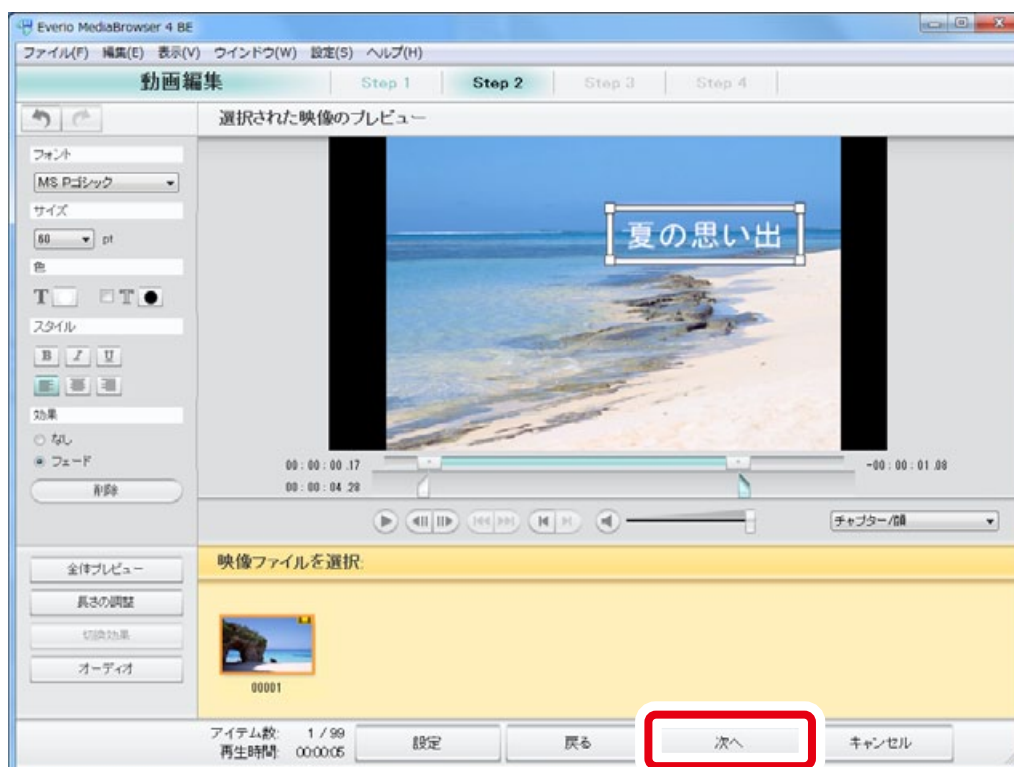 Everio MediaBrowser 4 BE
ファイル(F) 編集(E) 表示(V) ウインドウ(W) 設定(S) ヘルプ(H)
動画編集 Step 1 Step 2 Step 3 Step 4
選択された映像のプレビュー
フォント
MS Pゴシック
サイズ
60 pt
色
T T
スタイル
B I U
効果
なし
フェード
削除
夏の思い出
00 : 00 : 00 .17 -00 : 00 : 01 .08
00 : 00 : 04 .28
チャプター/顔
全体プレビュー
長さの調整
切換効果
オーディオ
映像ファイルを選択:
00001
アイテム数: 1 / 99
再生時間: 00:00:05
設定 戻る 次へ キャンセル